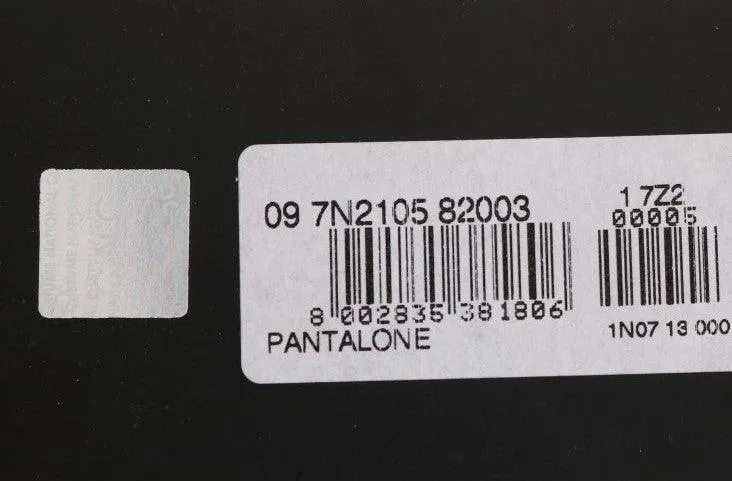 09 7N2105 82003
1 7Z2
00005
8 002835 381806
PANTALONE
1N07 13 000